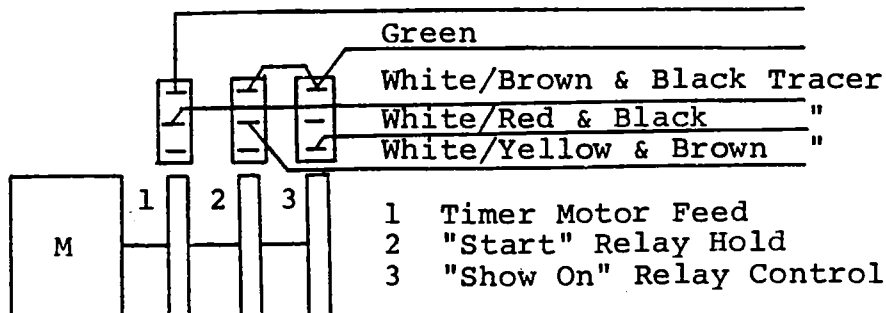 Green
White/Brown & Black Tracer
White/Red & Black "
White/Yellow & Brown "
1 2 3
M
1 Timer Motor Feed
2 "Start" Relay Hold
3 "Show On" Relay Control